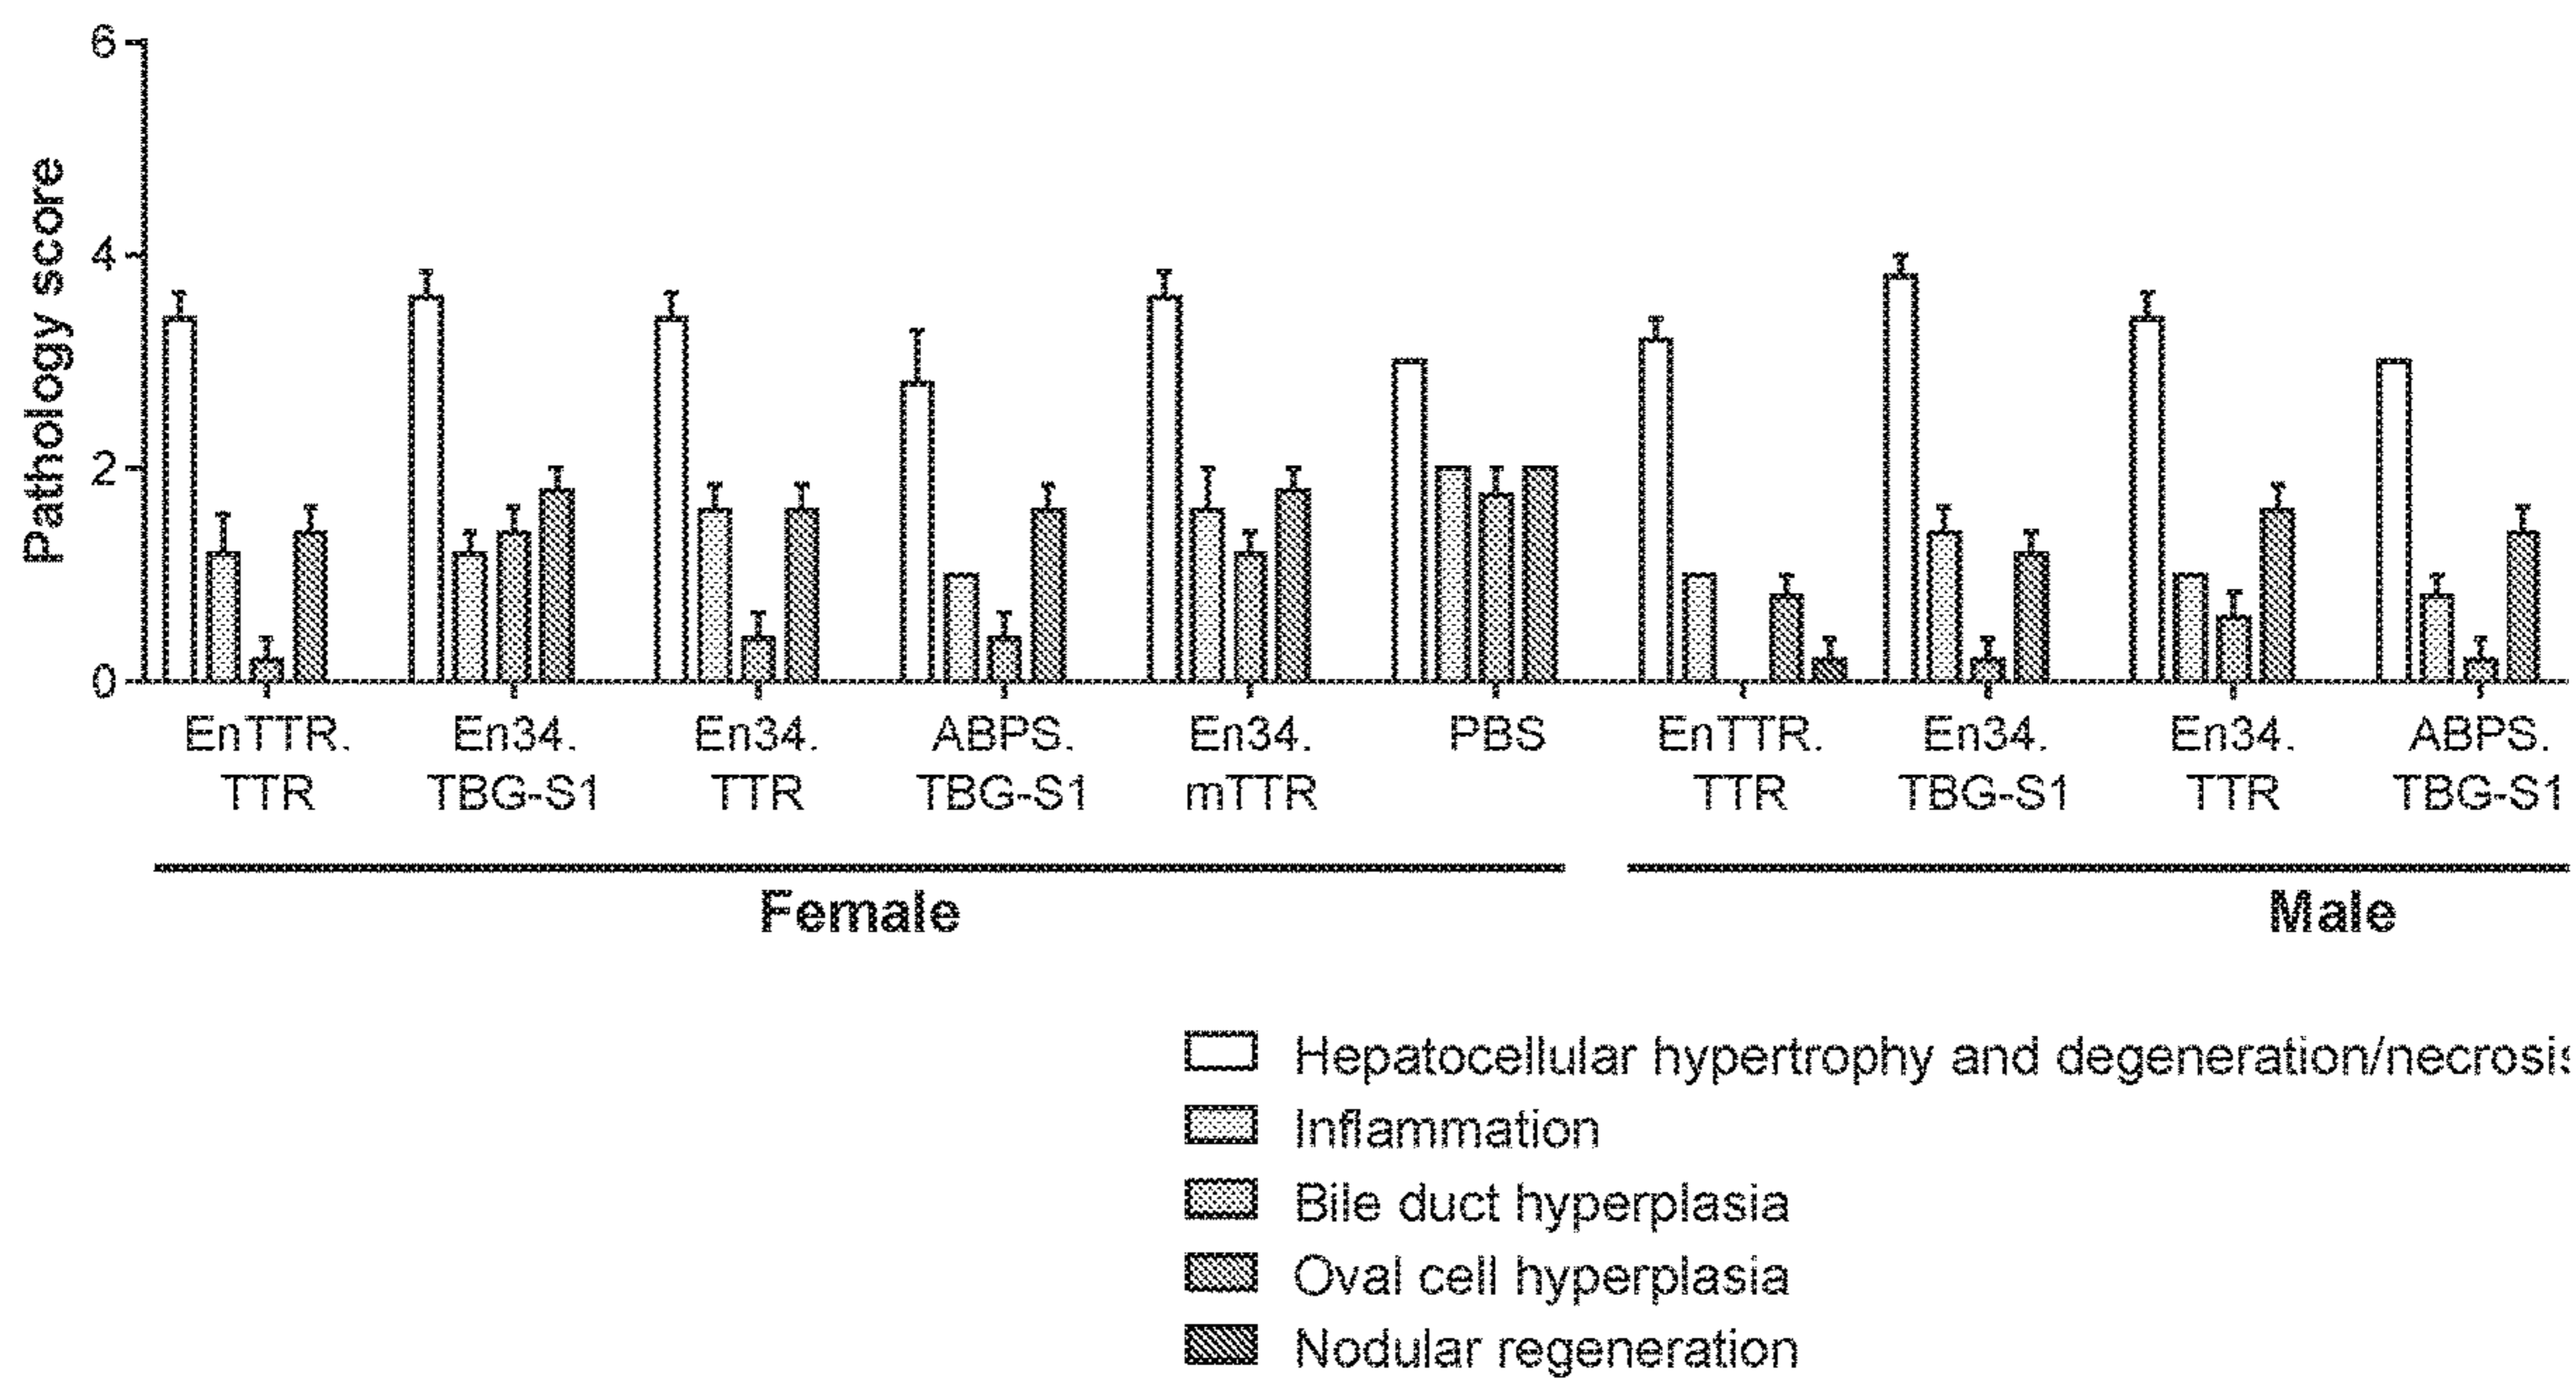 Pathology score
6
4
2
0
EnTTR. En34. En34. ABPS. En34. PBS EnTTR. En34. En34. ABPS.
TTR TBG-S1 TTR TBG-S1 mTTR TTR TBG-S1 TTR TBG-S1
Female Male
Hepatocellular hypertrophy and degeneration/necrosis
Inflammation
Bile duct hyperplasia
Oval cell hyperplasia
Nodular regeneration